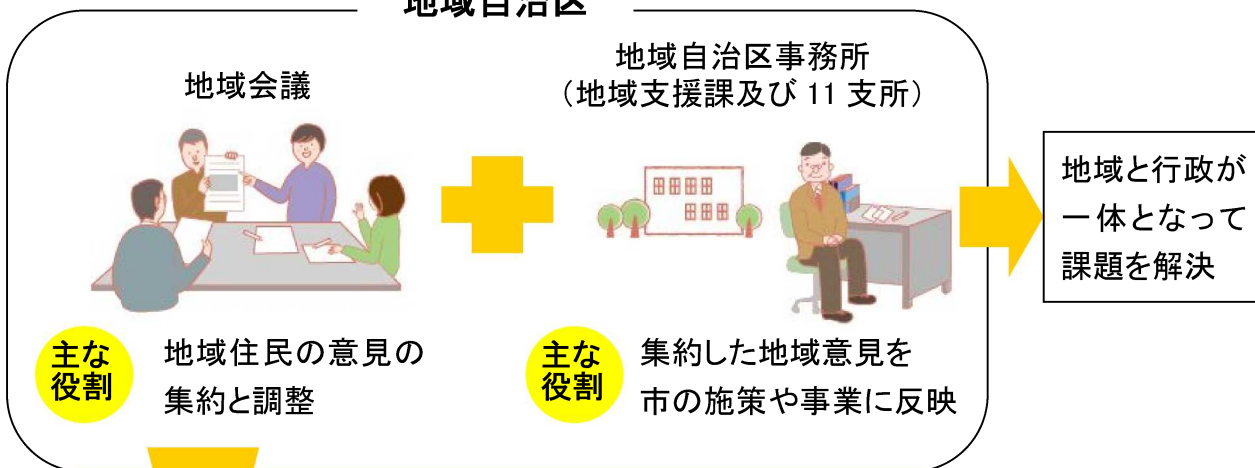 地域自治区
地域会議
地域自治区事務所
（地域支援課及び 11 支所）
地域と行政が
一体となって
課題を解決
主な
役割
地域住民の意見の
集約と調整
主な
役割
集約した地域意見を
市の施策や事業に反映